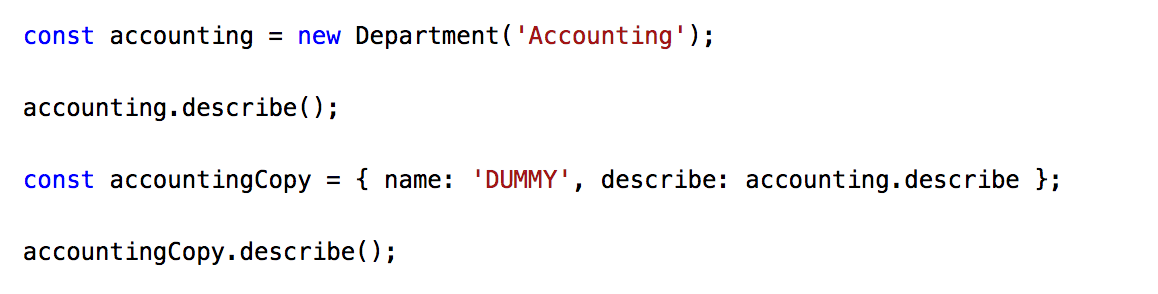 const accounting = new Department('Accounting');
accounting.describe();
const accountingCopy = { name: 'DUMMY', describe: accounting.describe };
accountingCopy.describe();